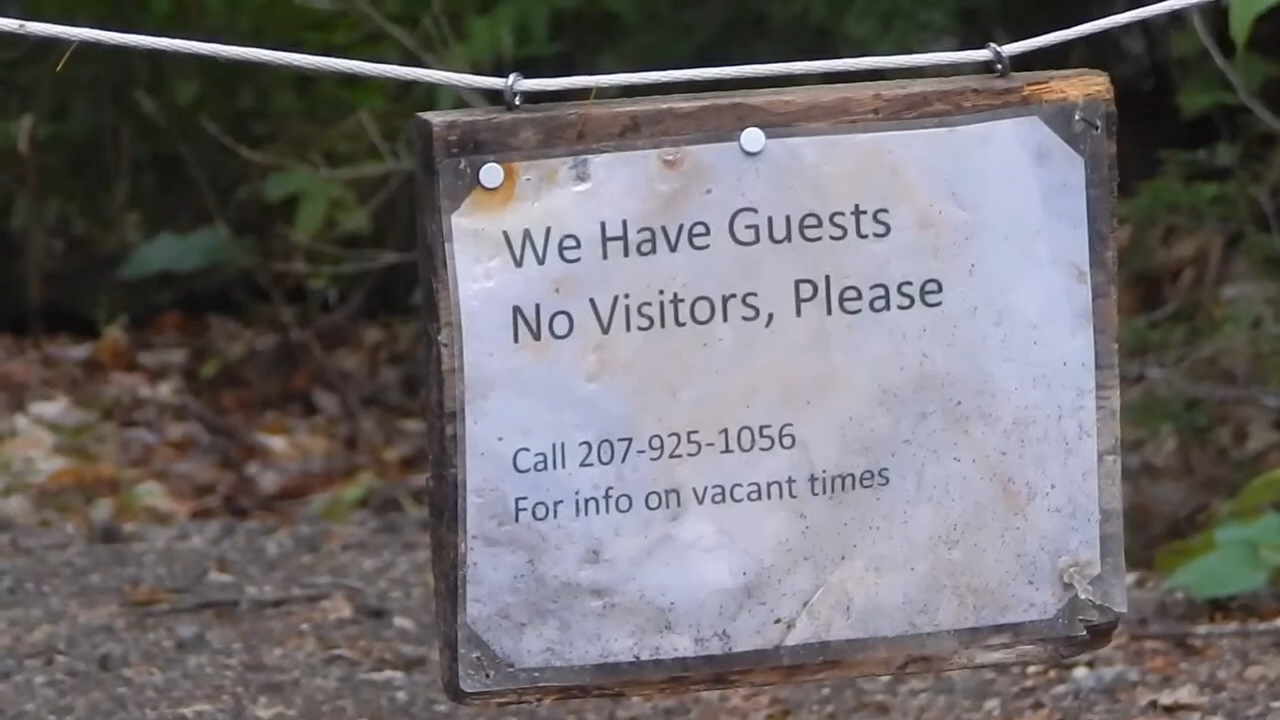 We Have Guests
No Visitors, Please
Call 207-925-1056
For info on vacant times